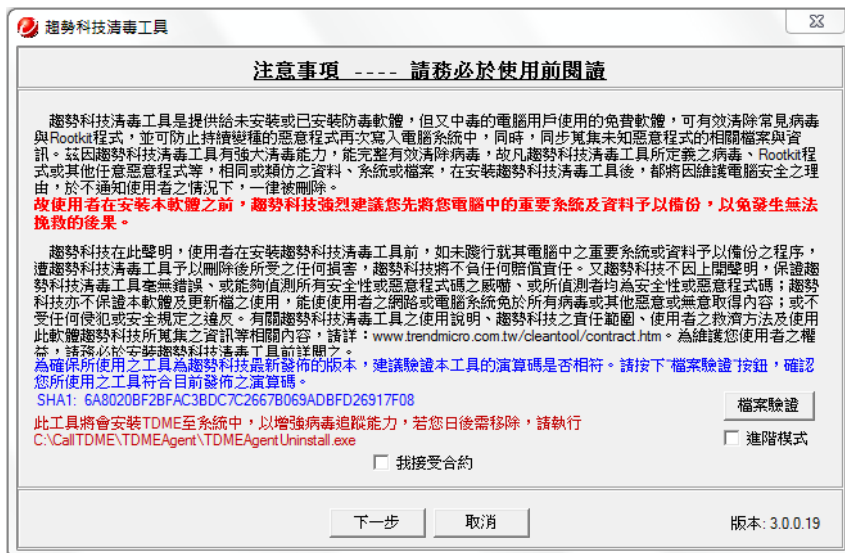 趨勢科技清毒工具
注意事項 ---- 請務必於使用前閱讀
趨勢科技清毒工具是提供給未安裝或已安裝防毒軟體,但又中毒的電腦用戶使用的免費軟體,可有效清除常見病毒
與Rootkit程式,並可防止持續變種的惡意程式再次寫入電腦系統中,同時,同步蒐集未知惡意程式的相關檔案與資
訊。茲因趨勢科技清毒工具有強大清毒能力,能完整有效清除病毒,故凡趨勢科技清毒工具所定義之病毒、Rootkit程
式或其他任意惡意程式等,相同或類仿之資料、系統或檔案,在安裝趨勢科技清毒工具後,都將因維護電腦安全之理
由,於不通知使用者之情況下,一律被刪除。
故使用者在安裝本軟體之前,趨勢科技強烈建議您先將您電腦中的重要系統及資料予以備份,以免發生無法
挽救的後果。
趨勢科技在此聲明,使用者在安裝趨勢科技清毒工具前,如未踐行就其電腦中之重要系統或資料予以備份之程序,
遭趨勢科技清毒工具予以刪除後所受之任何損害,趨勢科技將不負任何賠償責任。又趨勢科技不因上開聲明,保證趨
勢科技清毒工具毫無錯誤、或能夠偵測所有安全性或惡意程式碼之威嚇、或所偵測者均為安全性或惡意程式碼;趨勢
科技亦不保證本軟體及更新檔之使用,能使使用者之網路或電腦系統免於所有病毒或其他惡意或無意取得內容;或不
受任何侵犯或安全規定之違反。有關趨勢科技清毒工具之使用說明、趨勢科技之責任範圍、使用者之救濟方法及使用
此軟體趨勢科技所蒐集之資訊等相關內容,請詳:www.trendmicro.com.tw/cleantool/contract.htm。為維護您使用者之權
益,請務必於安裝趨勢科技清毒工具前詳閱之。
為確保所使用之工具為趨勢科技最新發佈的版本,建議驗證本工具的演算碼是否相符。請按下"檔案驗證"按鈕,確認
您所使用之工具符合目前發佈之演算碼。
SHA1: 6A8020BF2BFAC3BDC7C2667B069ADBFD26917F08
檔案驗證
此工具將會安裝TDME至系統中,以增強病毒追蹤能力,若您日後需移除,請執行
C:\CallTDME\TDMEAgent\TDMEAgentUninstall.exe
進階模式
我接受合約
下一步
取消
版本: 3.0.0.19